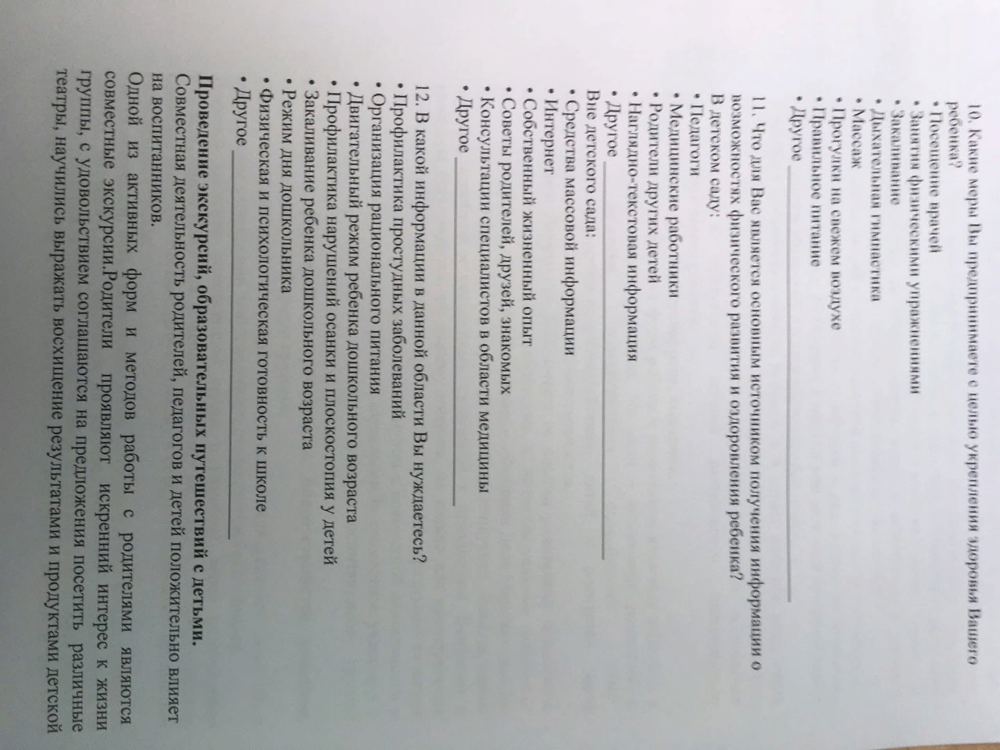 10. Какие меры Вы предпринимаете с целью укрепления здоровья Вашего
ребенка?
• Посещение врачей
• Занятия физическими упражнениями
• Закаливание
• Дыхательная гимнастика
• Массаж
• Прогулки на свежем воздухе
• Правильное питание
• Другое ____________________
11. Что для Вас является основным источником получения информации о
возможностях физического развития и оздоровления ребенка?
В детском саду:
• Педагоги
• Медицинские работники
• Родители других детей
• Наглядно-текстовая информация
• Другое ____________________
Вне детского сада:
• Средства массовой информации
• Интернет
• Собственный жизненный опыт
• Советы родителей, друзей, знакомых
• Консультации специалистов в области медицины
• Другое ____________________
12. В какой информации в данной области Вы нуждаетесь?
• Профилактика простудных заболеваний
• Организация рационального питания
• Двигательный режим ребенка дошкольного возраста
• Профилактика нарушений осанки и плоскостопия у детей
• Закаливание ребенка дошкольного возраста
• Режим дня дошкольника
• Физическая и психологическая готовность к школе
• Другое ____________________
Проведение экскурсий, образовательных путешествий с детьми.
Совместная деятельность родителей, педагогов и детей положительно влияет
на воспитанников.
Одной из активных форм и методов работы с родителями являются
совместные экскурсии.Родители проявляют искренний интерес к жизни
группы, с удовольствием соглашаются на предложения посетить различные
театры, научились выражать восхищение результатами и продуктами детской